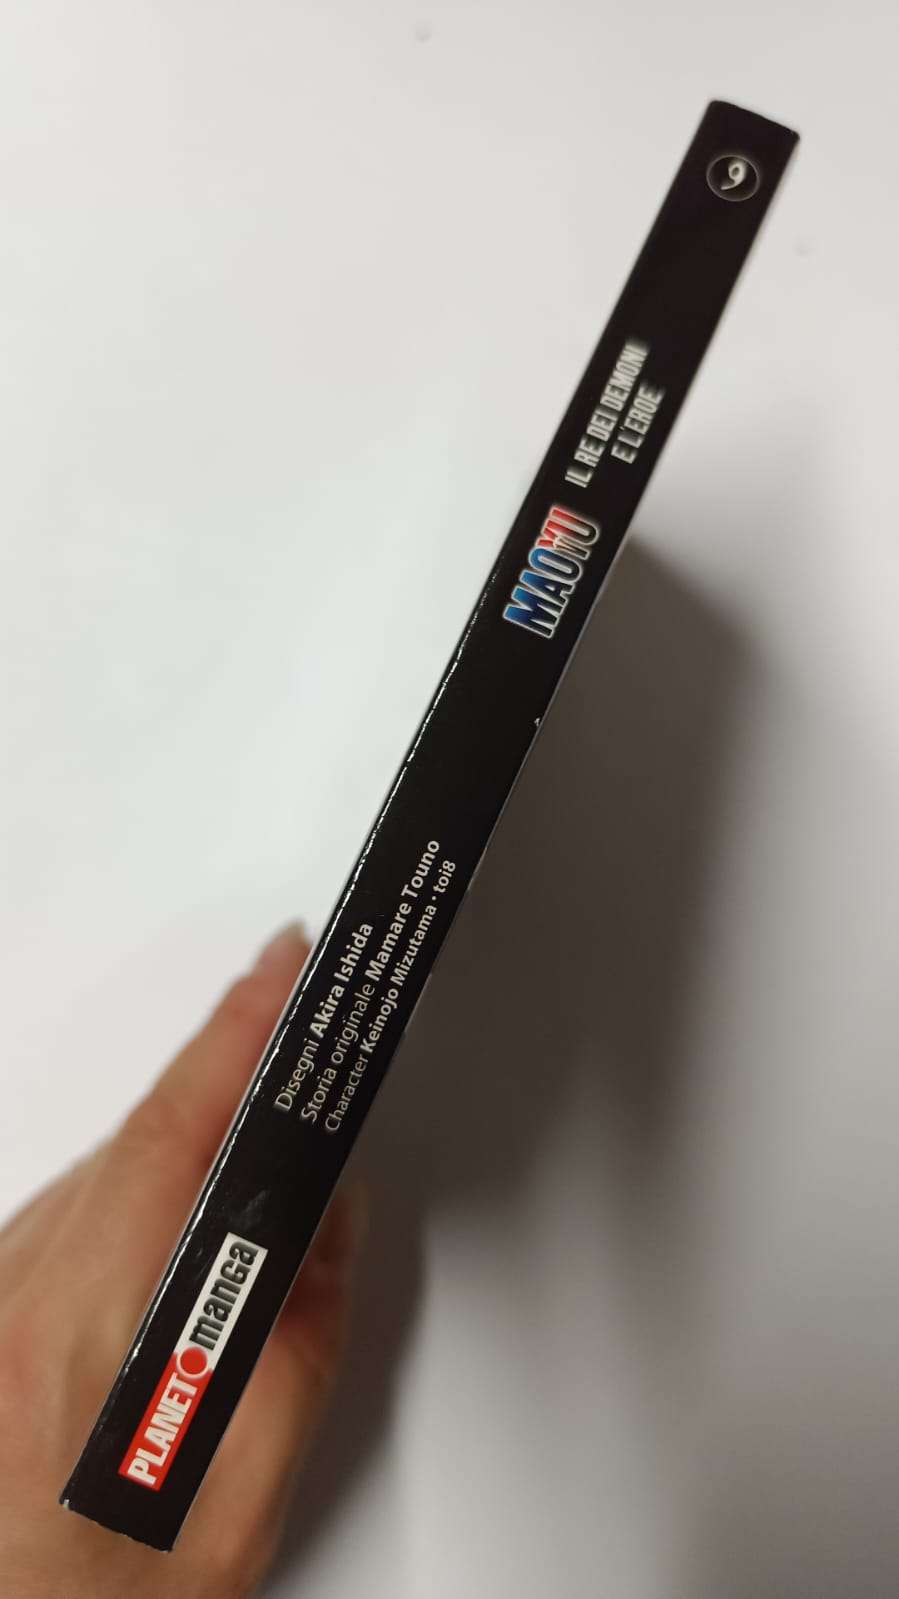 9
MAOYU
IL RE DEI DEMONI
E L'EROE
Disegni Akira Ishida
Storia originale Mamare Touno
Character Keinojo Mizutama • toi8
PLANET manga